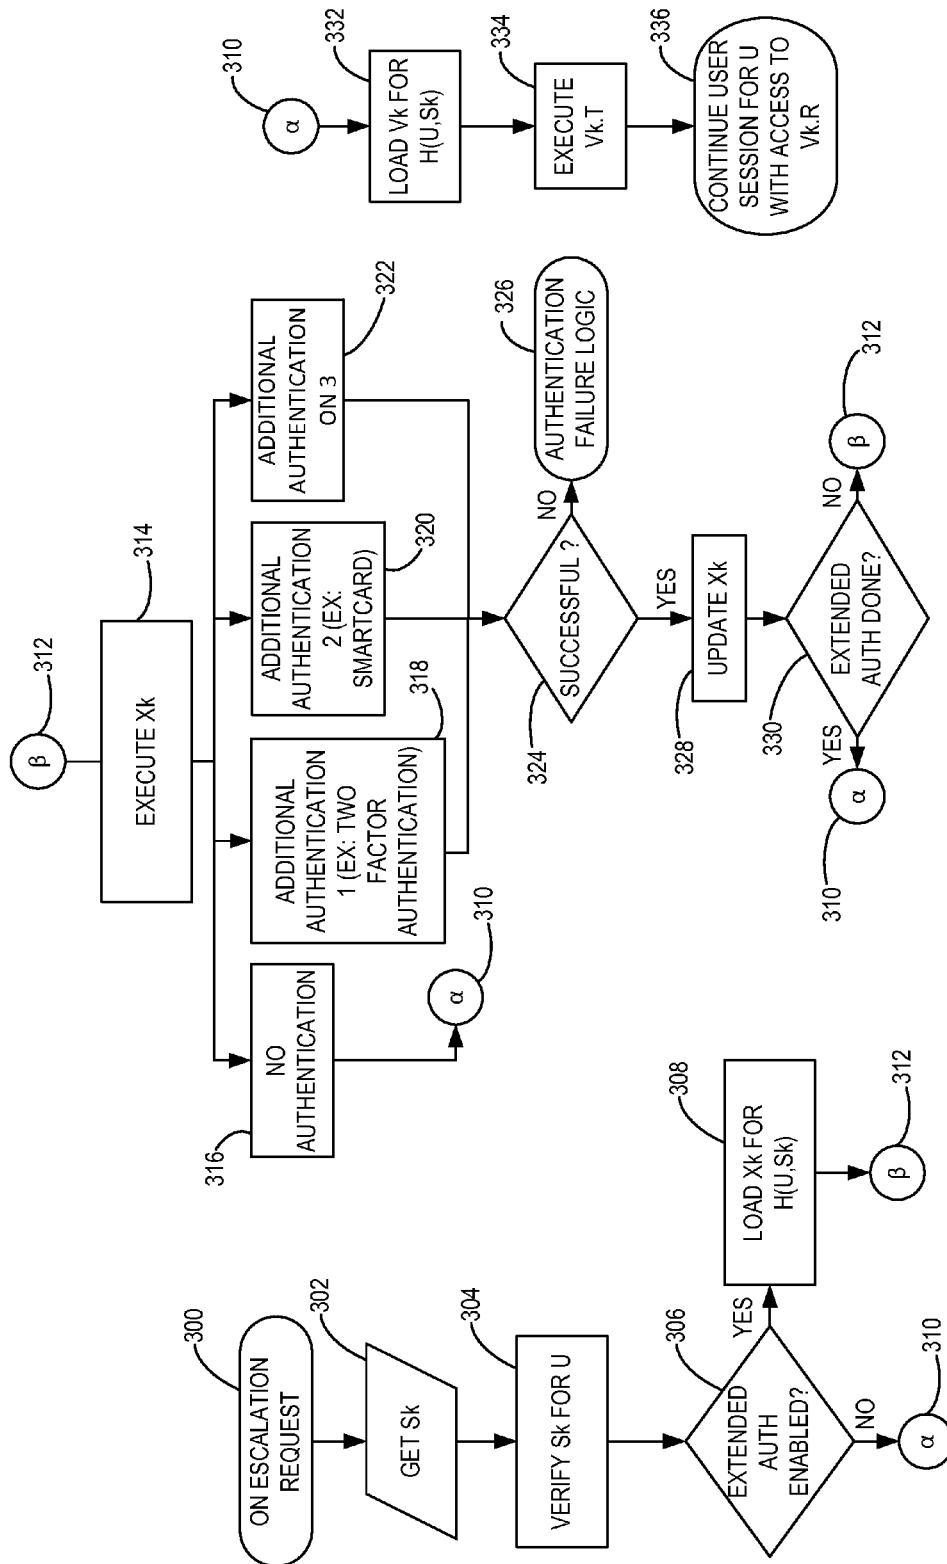 300
ON ESCALATION
REQUEST
302
GET Sk
304
VERIFY Sk FOR U
306
EXTENDED
AUTH
ENABLED?
YES
NO
310
α
308
LOAD Xk FOR
H(U,Sk)
312
β
312
β
314
EXECUTE Xk
316
NO
AUTHENTICATION
310
α
ADDITIONAL
AUTHENTICATION
1 (EX: TWO
FACTOR
AUTHENTICATION)
318
ADDITIONAL
AUTHENTICATION
2 (EX:
SMARTCARD)
320
ADDITIONAL
AUTHENTICATION
ON 3
322
324
SUCCESSFUL ?
NO
326
AUTHENTICATION
FAILURE LOGIC
YES
328
UPDATE Xk
330
EXTENDED
AUTH DONE?
YES
310
α
NO
312
β
310
α
332
LOAD Vk FOR
H(U,Sk)
334
EXECUTE
Vk.T
336
CONTINUE USER
SESSION FOR U
WITH ACCESS TO
Vk.R